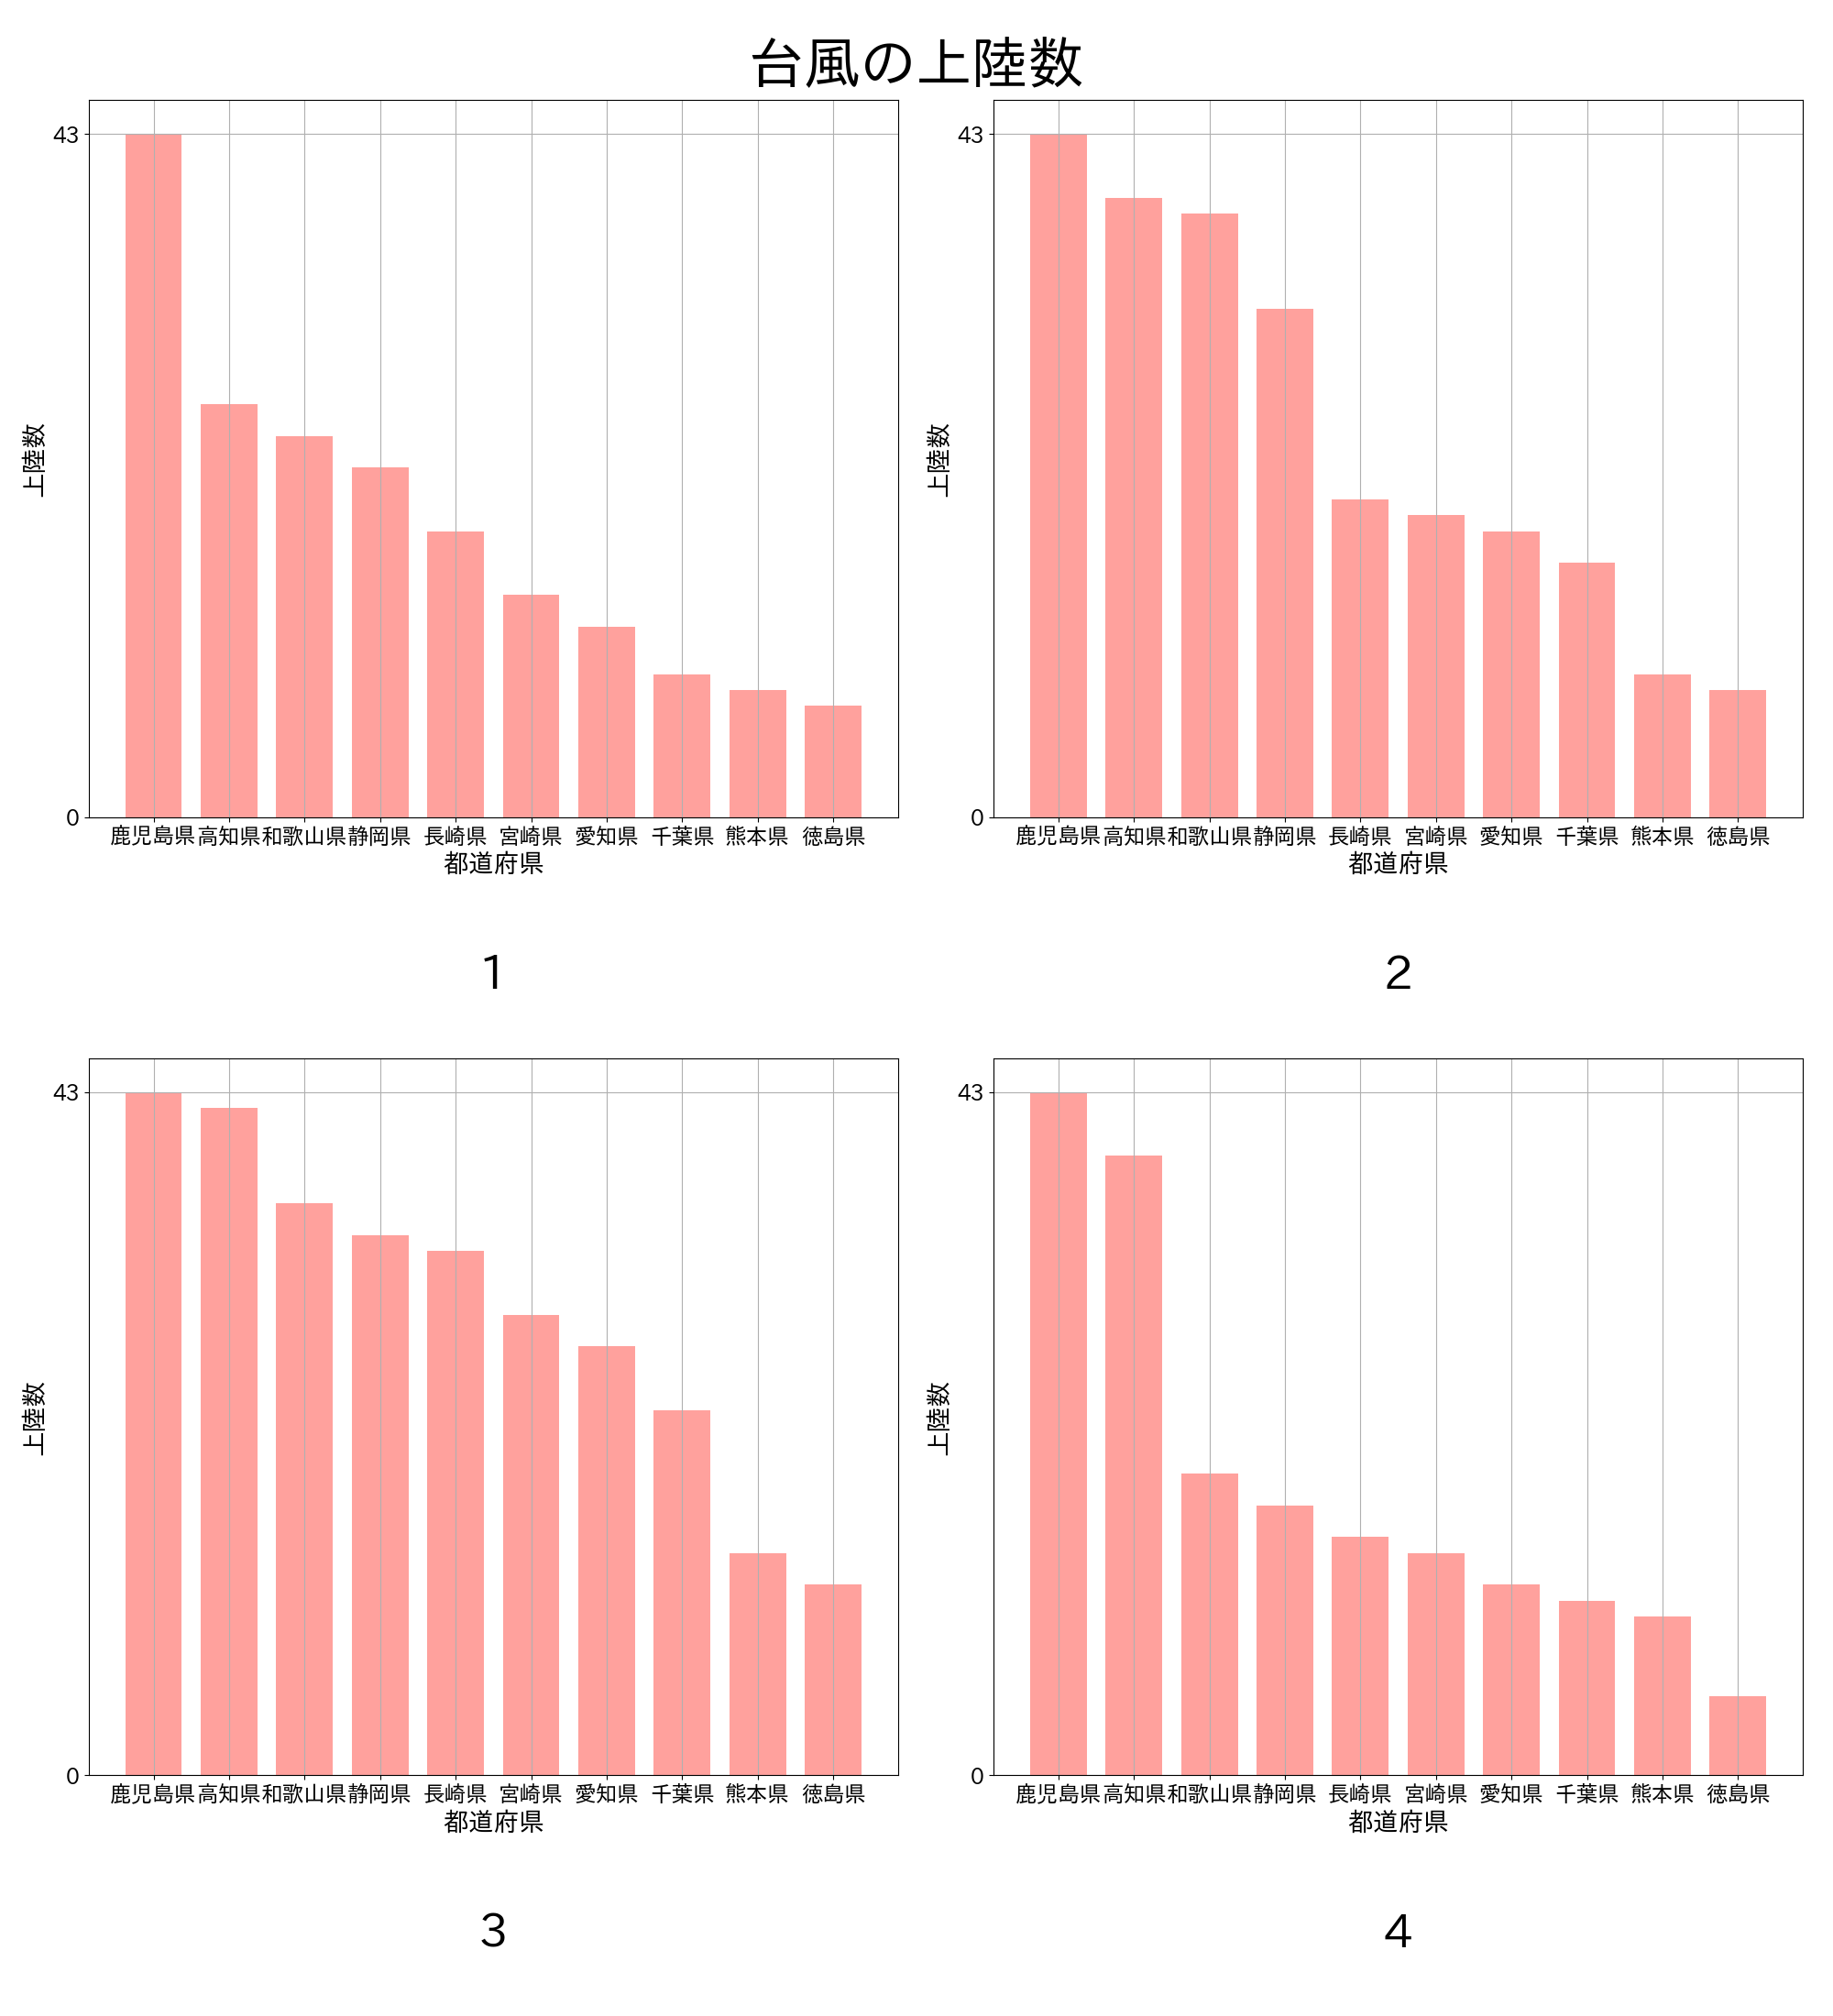 台風の上陸数
43
0
上陸数
鹿児島県 高知県 和歌山県 静岡県 長崎県 宮崎県 愛知県 千葉県 熊本県 徳島県
都道府県
1
43
0
上陸数
鹿児島県 高知県 和歌山県 静岡県 長崎県 宮崎県 愛知県 千葉県 熊本県 徳島県
都道府県
2
43
0
上陸数
鹿児島県 高知県 和歌山県 静岡県 長崎県 宮崎県 愛知県 千葉県 熊本県 徳島県
都道府県
3
43
0
上陸数
鹿児島県 高知県 和歌山県 静岡県 長崎県 宮崎県 愛知県 千葉県 熊本県 徳島県
都道府県
4